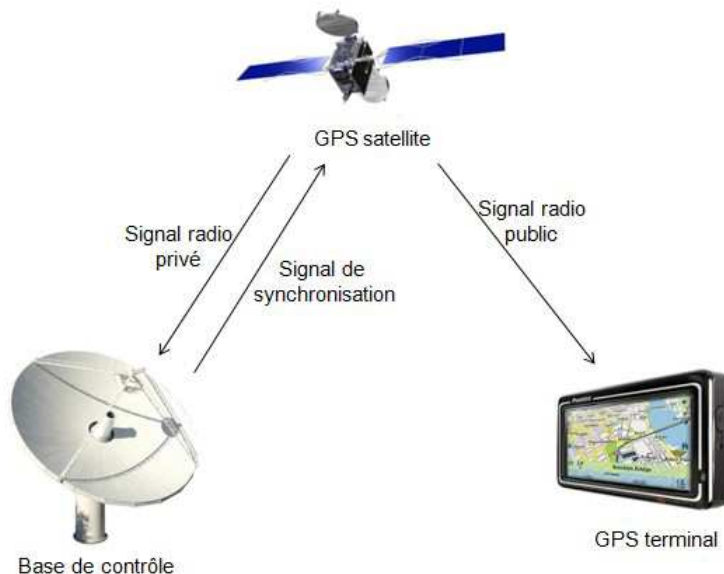 GPS satellite
Signal radio
privé
Signal de
synchronisation
Signal radio
public
Base de contrôle
GPS terminal